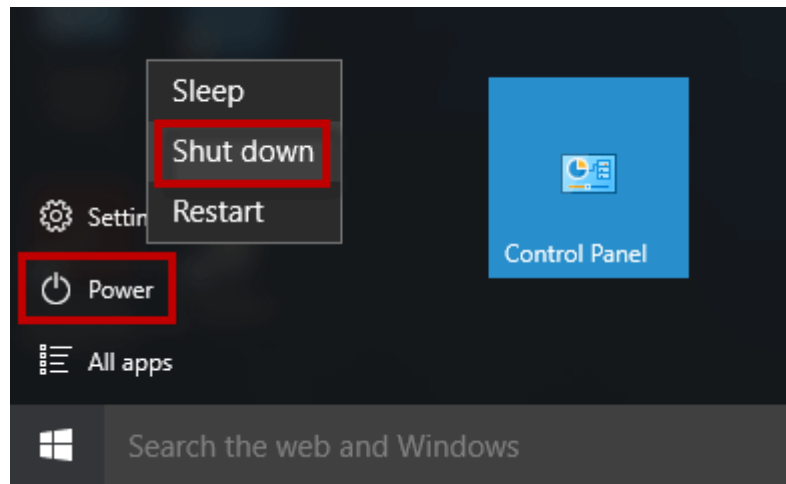 Sleep
Shut down
Restart
Settin
Power
All apps
Control Panel
Search the web and Windows